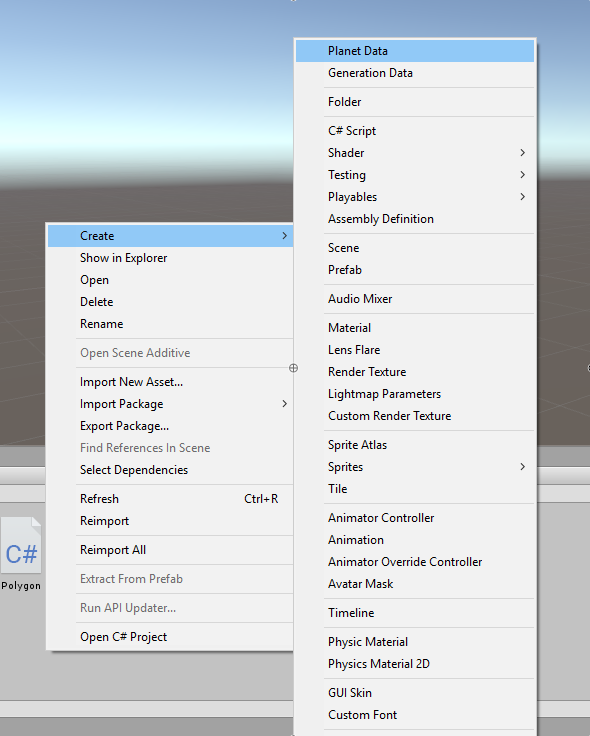 Create
Show in Explorer
Open
Delete
Rename
Open Scene Additive
Import New Asset...
Import Package
Export Package...
Find References In Scene
Select Dependencies
Refresh Ctrl+R
Reimport
Reimport All
Extract From Prefab
Run API Updater...
Open C# Project
Planet Data
Generation Data
Folder
C# Script
Shader
Testing
Playables
Assembly Definition
Scene
Prefab
Audio Mixer
Material
Lens Flare
Render Texture
Lightmap Parameters
Custom Render Texture
Sprite Atlas
Sprites
Tile
Animator Controller
Animation
Animator Override Controller
Avatar Mask
Timeline
Physic Material
Physics Material 2D
GUI Skin
Custom Font
C#
Polygon